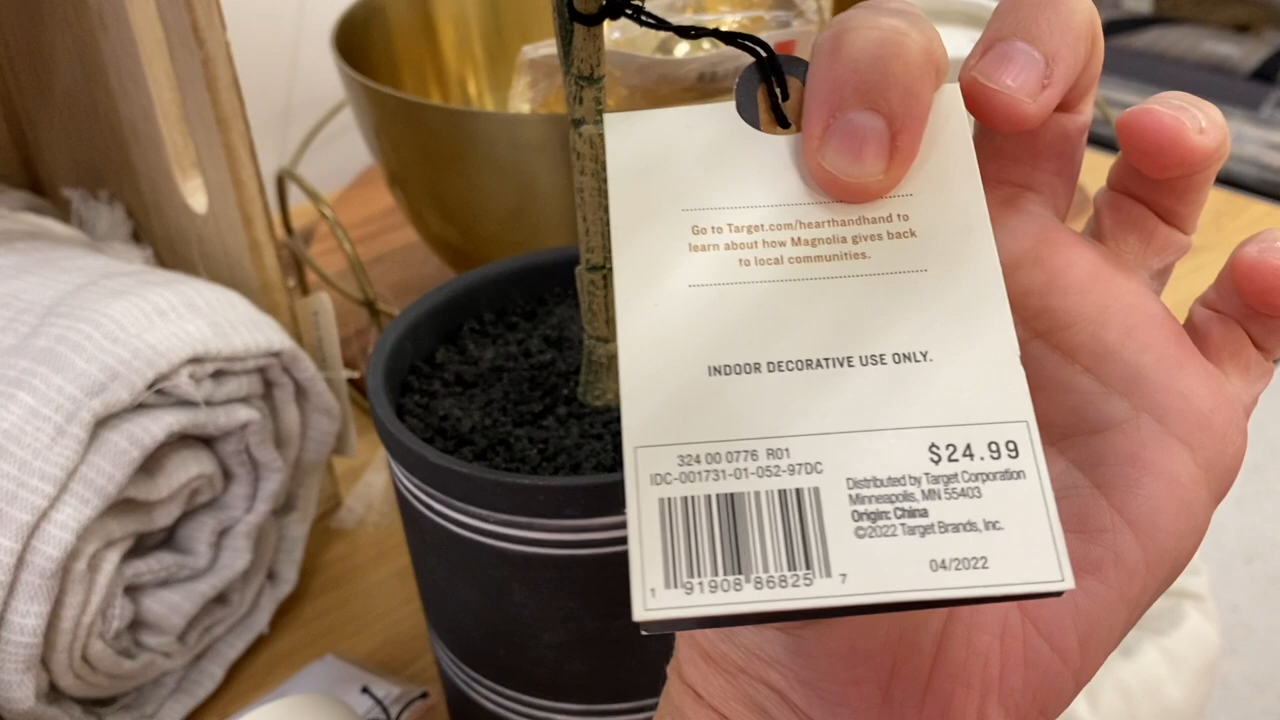 Go to Target.com/hearthandhand to
learn about how Magnolia gives back
to local communities.
INDOOR DECORATIVE USE ONLY.
324 00 0776 R01
IDC-001731-01-052-97DC
1 91908 86825 7
$24.99
Distributed by Target Corporation
Minneapolis, MN 55403
Origin: China
©2022 Target Brands, Inc.
04/2022